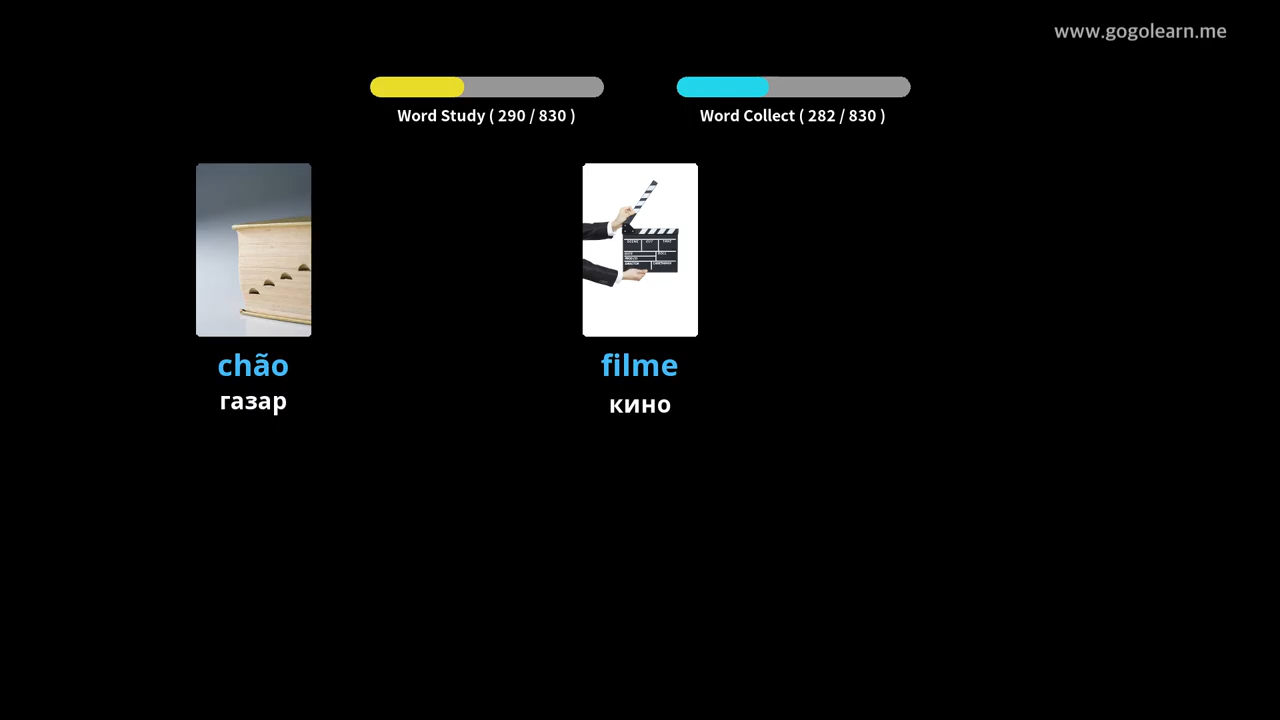 www.gogolearn.me
Word Study ( 290 / 830 )
Word Collect ( 282 / 830 )
chão
газар
filme
кино